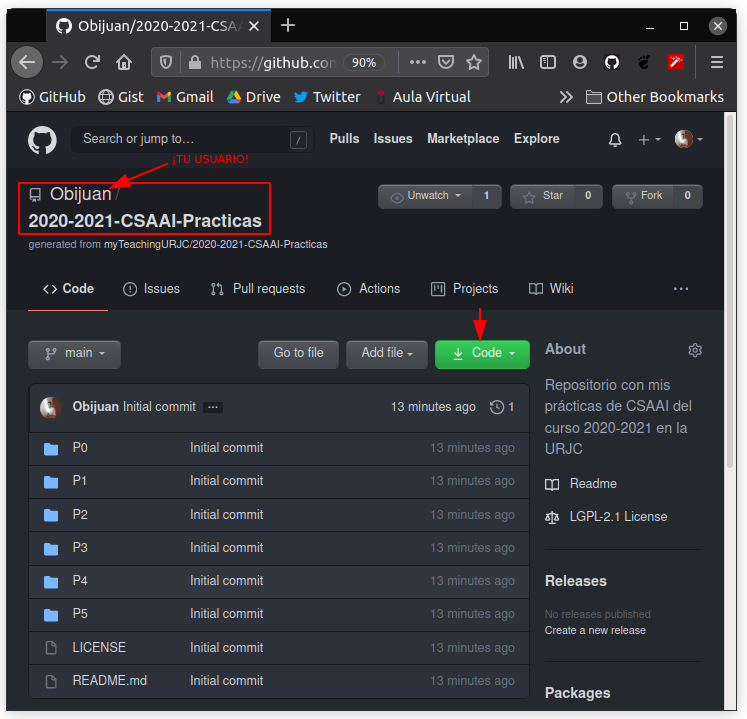 Obijuan/2020-2021-CSA
https://github.con 90%
GitHub Gist Gmail Drive Twitter Aula Virtual Other Bookmarks
Search or jump to… / Pulls Issues Marketplace Explore
¡TU USUARIO!
Obijuan /
2020-2021-CSAAI-Practicas
Unwatch 1 Star 0 Fork 0
generated from myTeachingURJC/2020-2021-CSAAI-Practicas
Code Issues Pull requests Actions Projects Wiki
main Go to file Add file Code
Obijuan Initial commit 13 minutes ago 1
P0 Initial commit 13 minutes ago
P1 Initial commit 13 minutes ago
P2 Initial commit 13 minutes ago
P3 Initial commit 13 minutes ago
P4 Initial commit 13 minutes ago
P5 Initial commit 13 minutes ago
LICENSE Initial commit 13 minutes ago
README.md Initial commit 13 minutes ago
About
Repositorio con mis
prácticas de CSAAI del
curso 2020-2021 en la
URJC
Readme
LGPL-2.1 License
Releases
No releases published
Create a new release
Packages